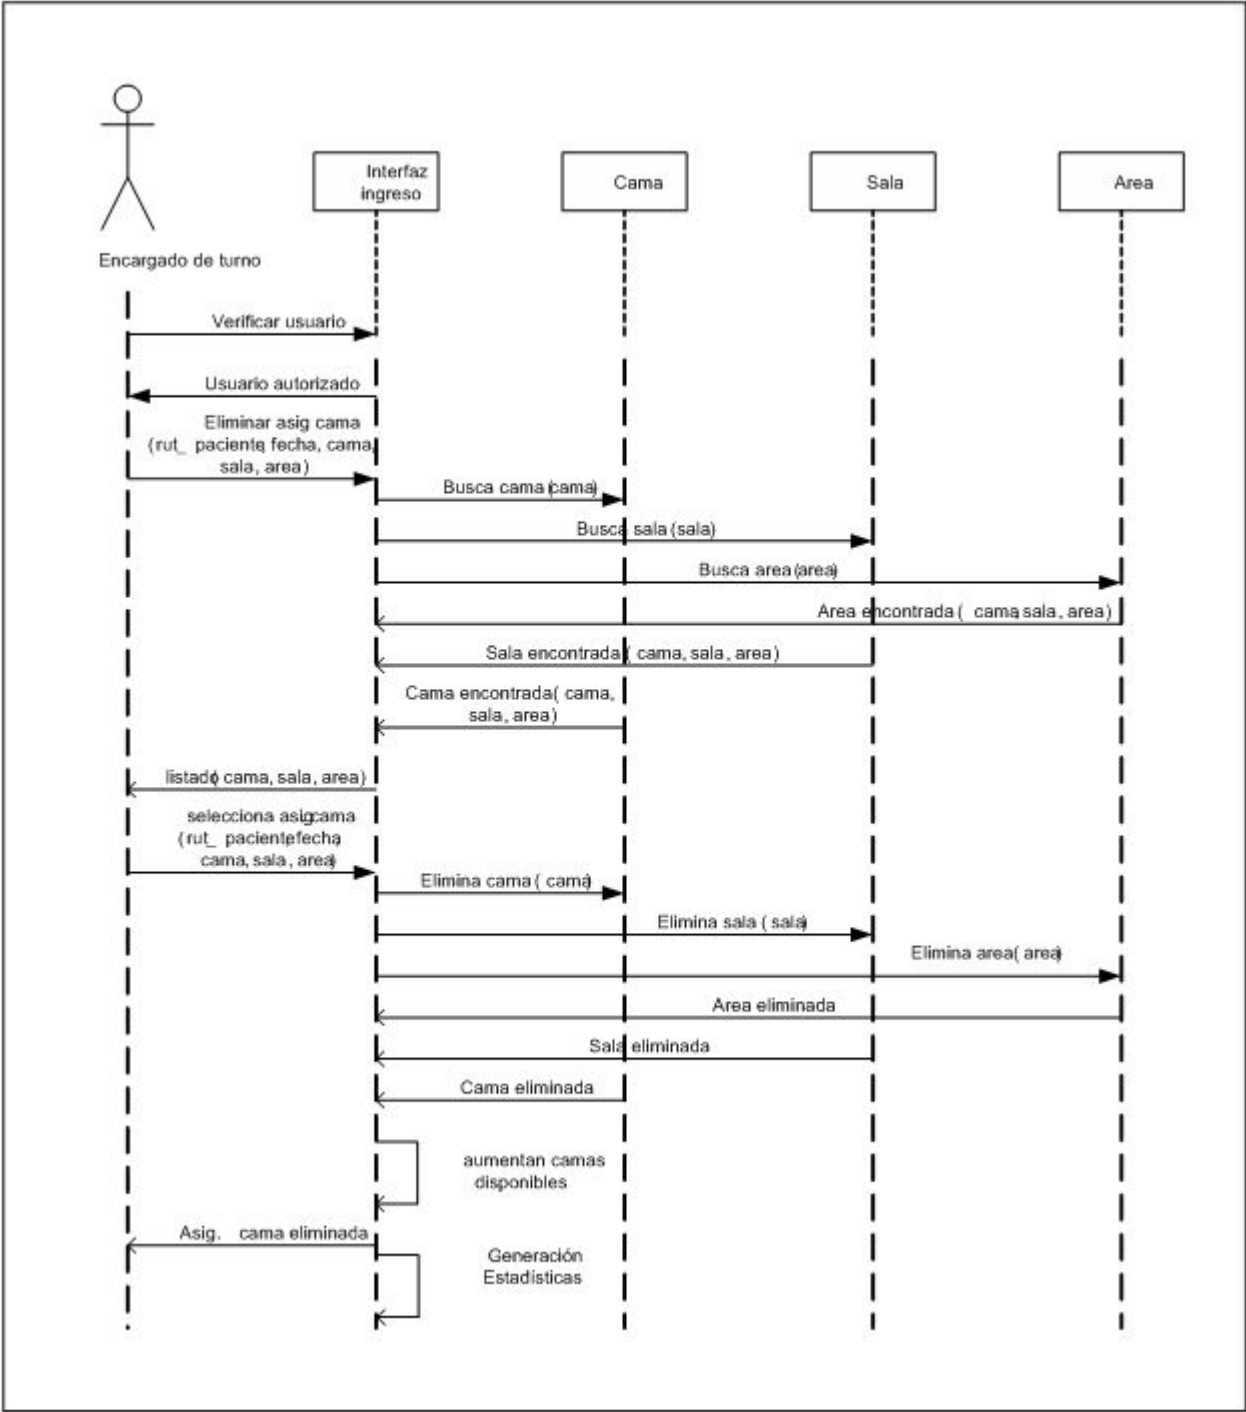 Interfaz
ingreso
Cama
Sala
Area
Encargado de turno
Verificar usuario
Usuario autorizado
Eliminar asig cama
(rut_ paciente, fecha, cama,
sala, area)
Busca cama (cama)
Busca sala (sala)
Busca area (area)
Area encontrada ( cama, sala, area)
Sala encontrada ( cama, sala, area)
Cama encontrada ( cama,
sala, area)
listado ( cama, sala, area)
selecciona asig. cama
(rut_ paciente, fecha,
cama, sala, area)
Elimina cama ( cama)
Elimina sala ( sala)
Elimina area ( area)
Area eliminada
Sala eliminada
Cama eliminada
aumentan camas
disponibles
Asig. cama eliminada
Generación
Estadísticas